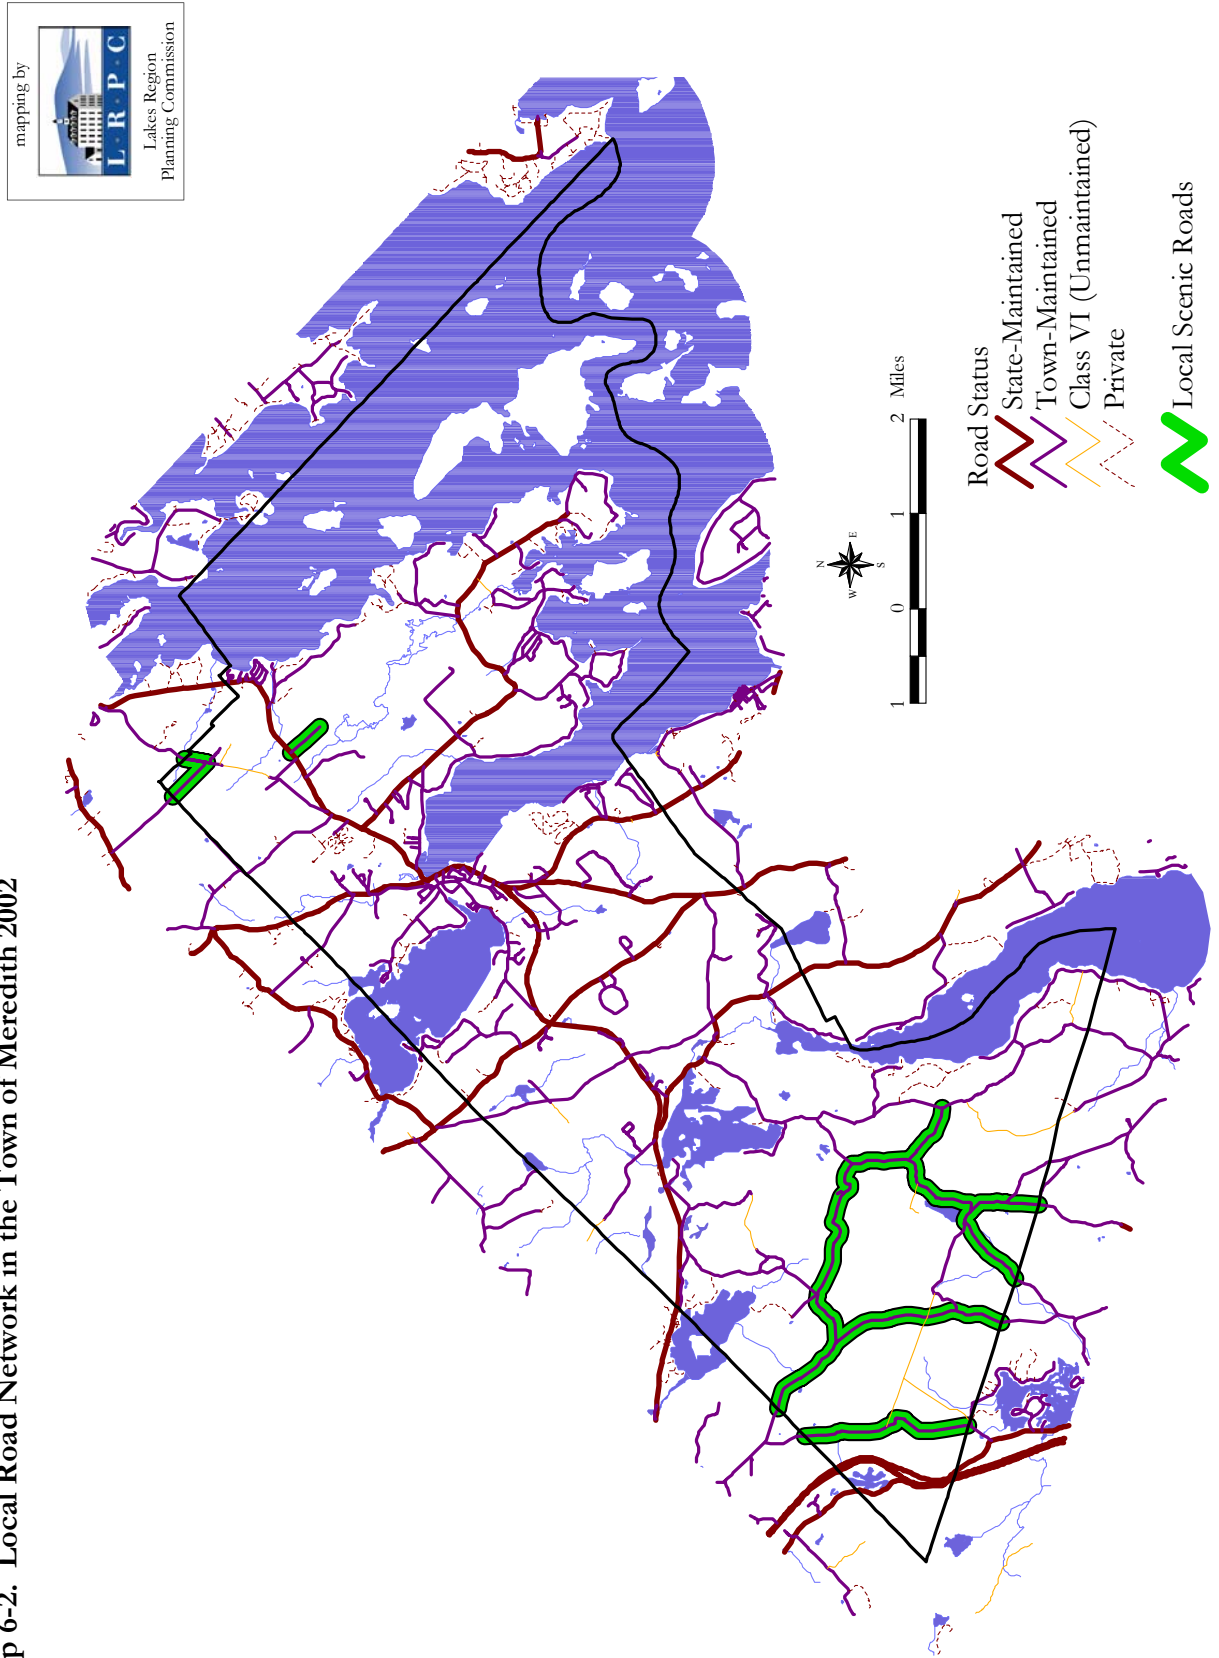 p 6-2. Local Road Network in the Town of Meredith 2002
mapping by
L·R·P·C
Lakes Region
Planning Commission
N
W E
S
1 0 1 2 Miles
Road Status
State-Maintained
Town-Maintained
Class VI (Unmaintained)
Private
Local Scenic Roads